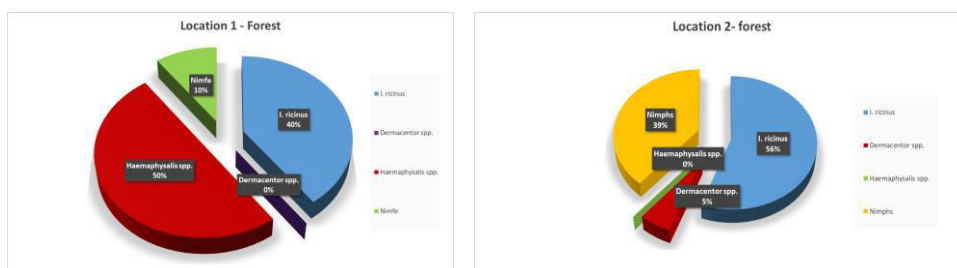 Location 1 - Forest
Nimfe
10%
I. ricinus
40%
Haemaphysalis spp.
50%
Dermacentor spp.
0%
I. ricinus
Dermacentor spp.
Haemaphysalis spp.
Nimfe
Location 2- forest
Nimphs
39%
I. ricinus
56%
Haemaphysalis spp.
0%
Dermacentor spp.
5%
I. ricinus
Dermacentor spp.
Haemaphysalis spp.
Nimphs